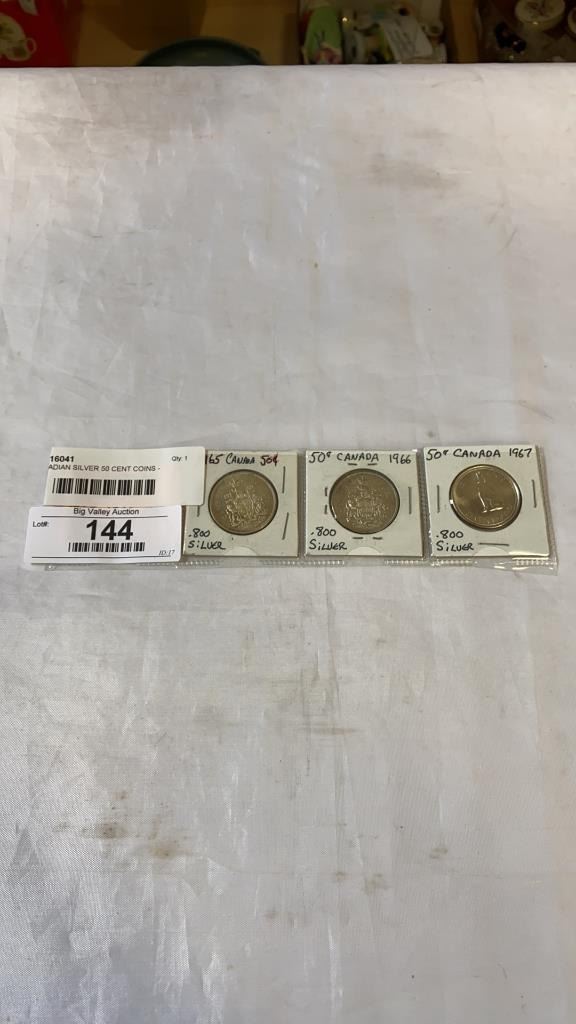 16041 Qty: 1
ADIAN SILVER 50 CENT COINS -
Big Valley Auction
Lot#:
144
ID:17
165 CANADA 50¢
.800
SILVER
50¢ CANADA 1966
.800
SILVER
50¢ CANADA 1967
.800
SILVER